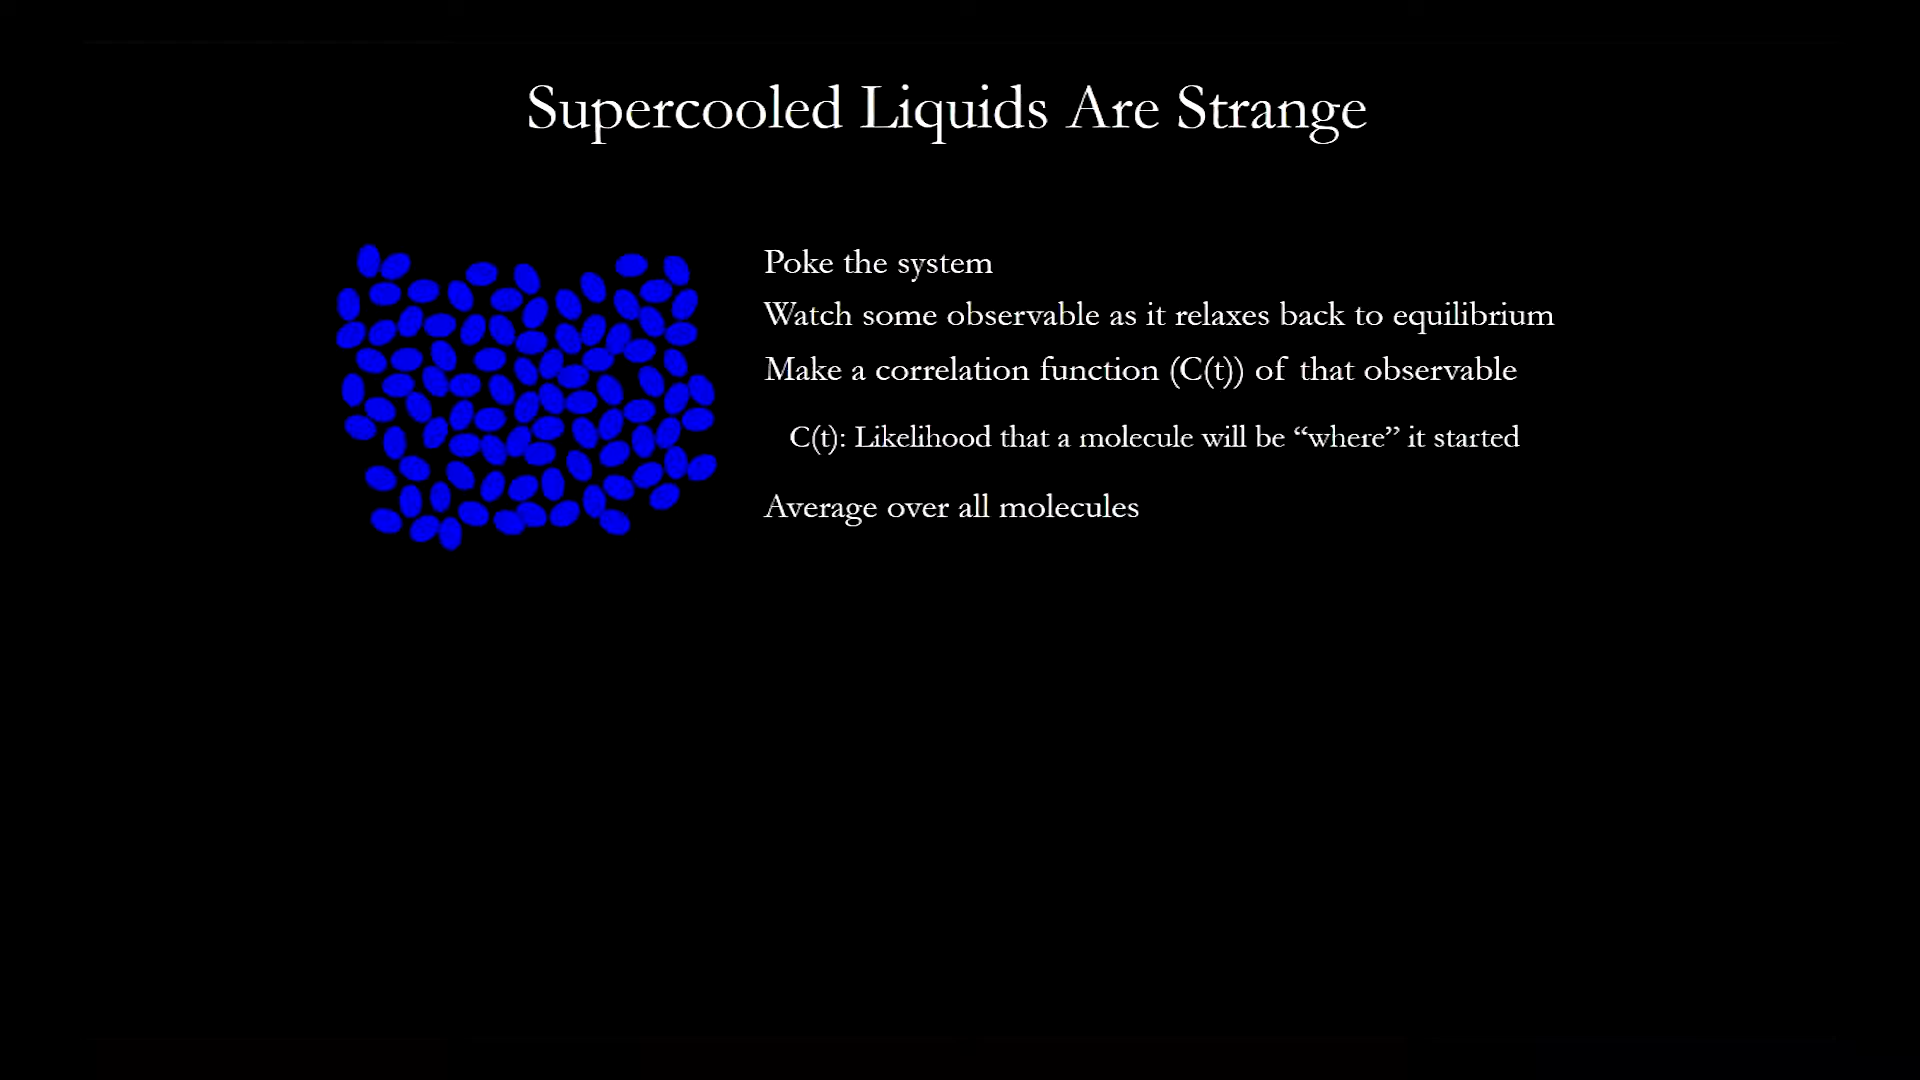 Supercooled Liquids Are Strange
Poke the system
Watch some observable as it relaxes back to equilibrium
Make a correlation function (C(t)) of that observable
C(t): Likelihood that a molecule will be “where” it started
Average over all molecules